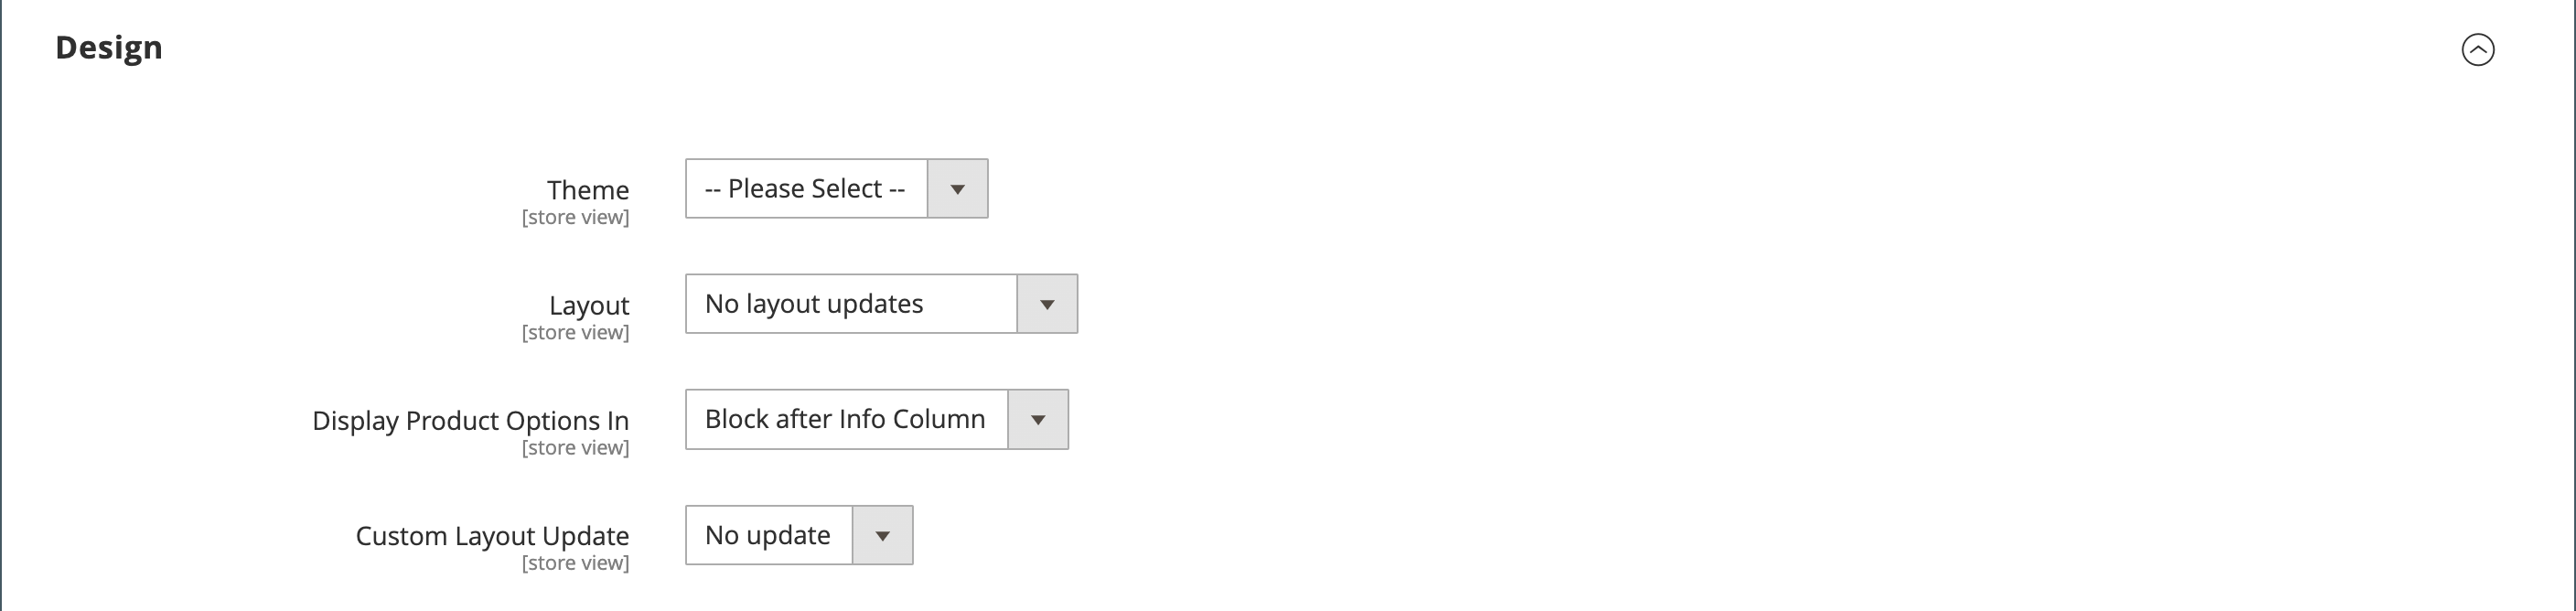 Design
Theme
[store view]
-- Please Select --
Layout
[store view]
No layout updates
Display Product Options In
[store view]
Block after Info Column
Custom Layout Update
[store view]
No update